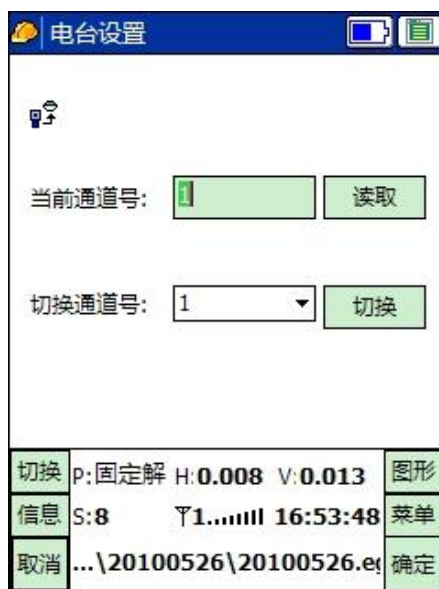 电台设置
当前通道号: 1 读取
切换通道号: 1 切换
切换 P:固定解 H:0.008 V:0.013 图形
信息 S:8 1 16:53:48 菜单
取消 ...\20100526\20100526.eg 确定